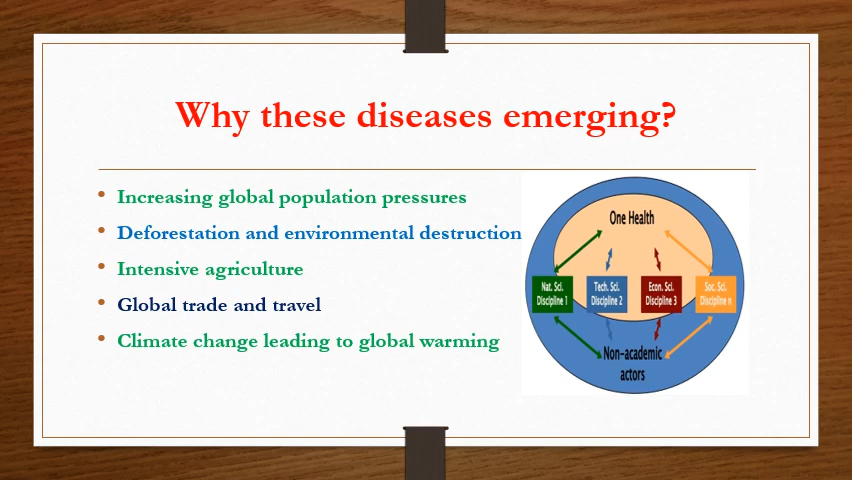 Why these diseases emerging?
• Increasing global population pressures
• Deforestation and environmental destruction
• Intensive agriculture
• Global trade and travel
• Climate change leading to global warming
One Health
Nat. Sci.
Discipline 1
Tech. Sci.
Discipline 2
Econ. Sci.
Discipline 3
Soc. Sci.
Discipline n
Non-academic
actors